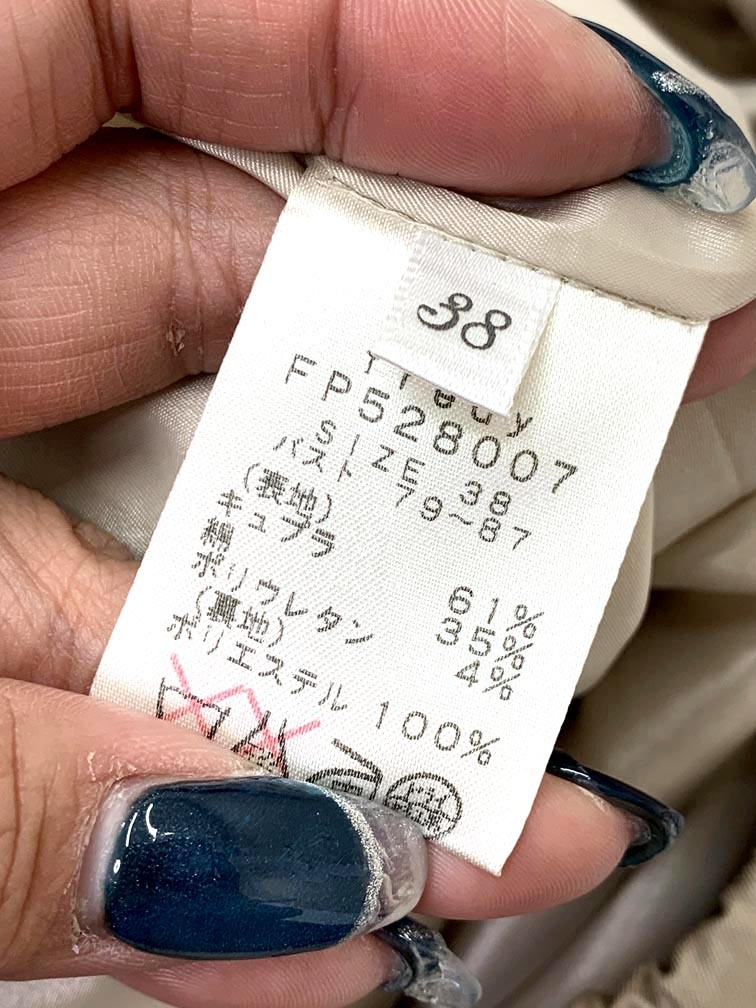 38
FP528007
SIZE 38
バスト 79~87
(表地)
キュプラ 61%
綿 35%
ポリウレタン 4%
(裏地)
ポリエステル 100%